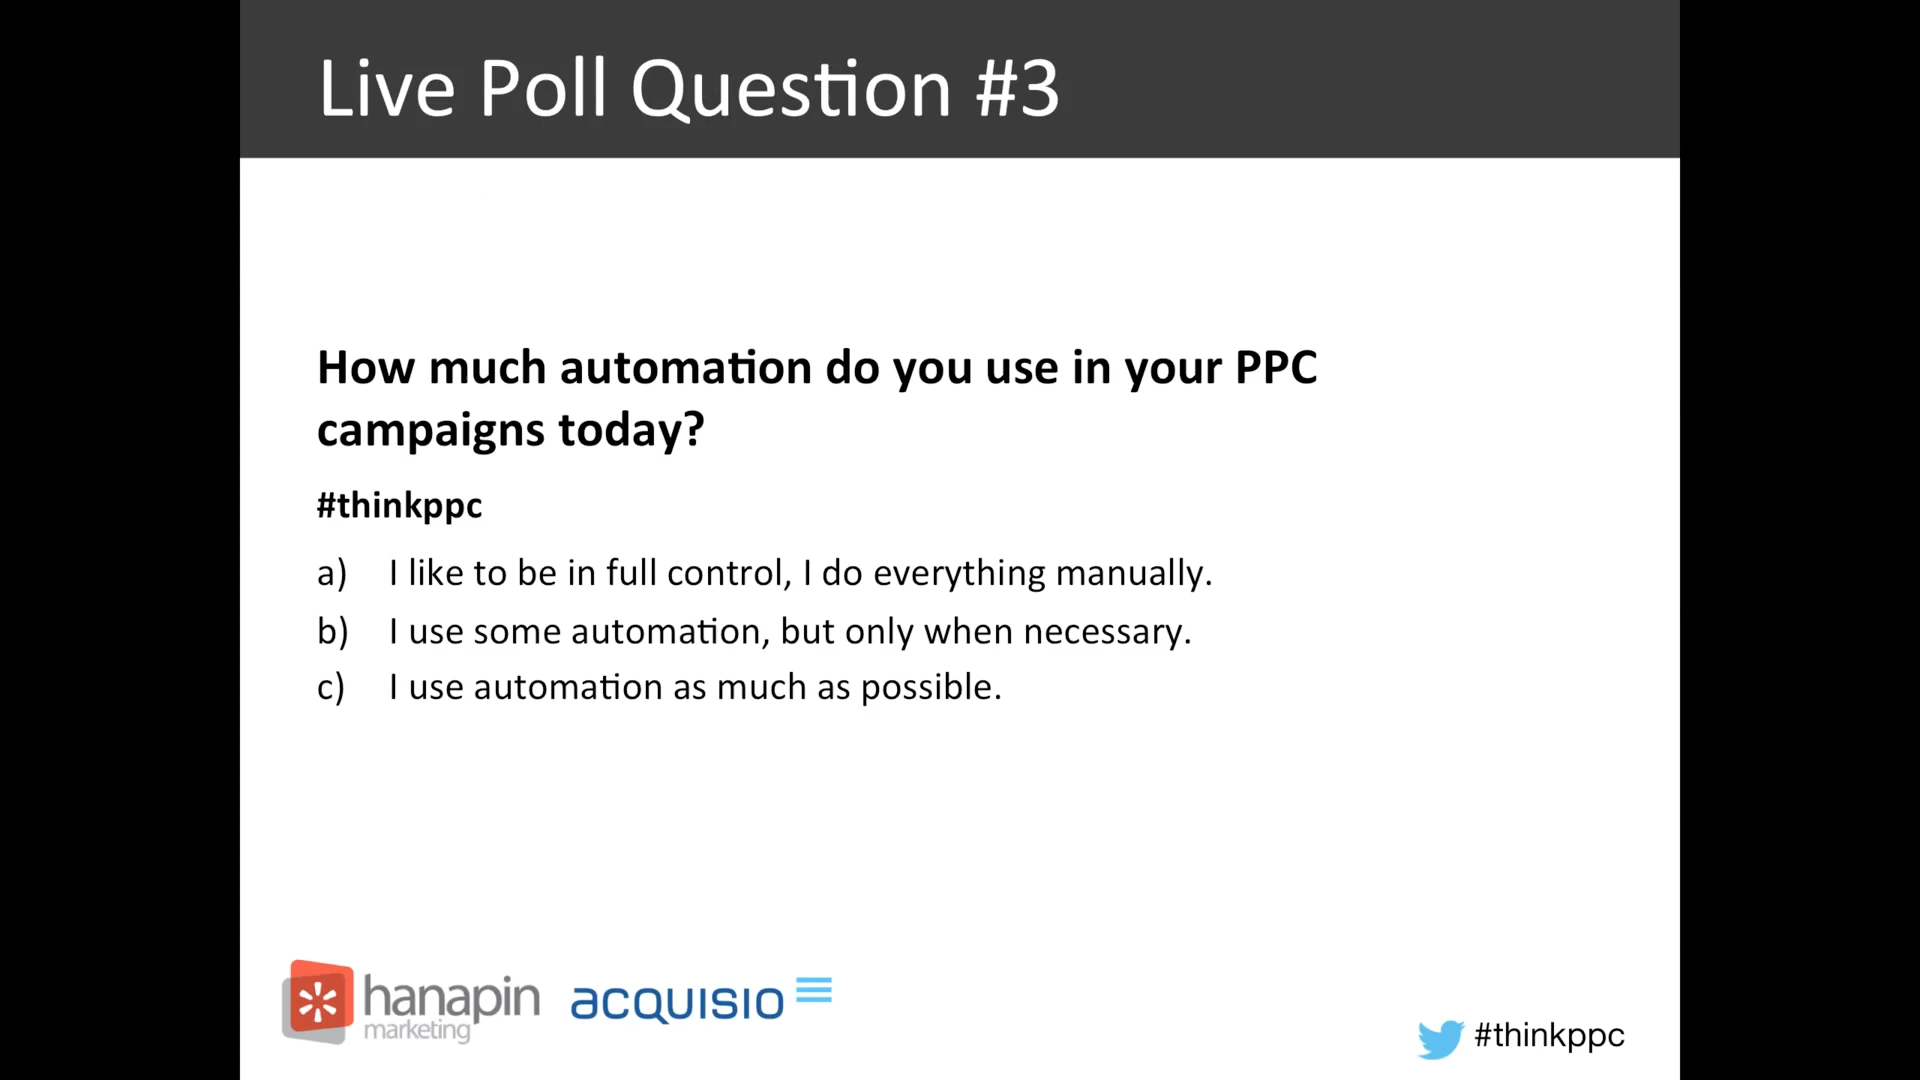 Live Poll Question #3
How much automation do you use in your PPC
campaigns today?
#thinkppc
a) I like to be in full control, I do everything manually.
b) I use some automation, but only when necessary.
c) I use automation as much as possible.
hanapin
marketing
acquisio
#thinkppc